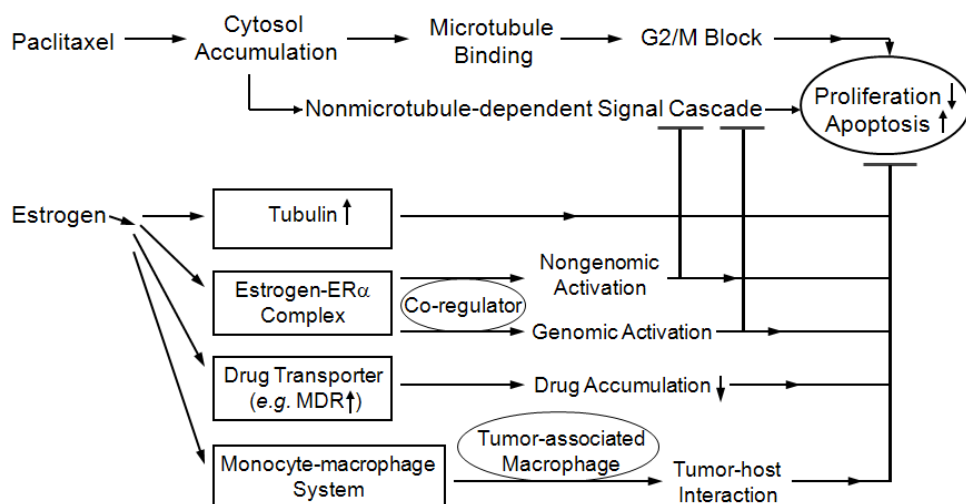 Paclitaxel
Cytosol
Accumulation
Microtubule
Binding
G2/M Block
Nonmicrotubule-dependent Signal Cascade
Proliferation ↓
Apoptosis ↑
Estrogen
Tubulin ↑
Estrogen-ERα
Complex
Co-regulator
Nongenomic
Activation
Genomic Activation
Drug Transporter
(e.g. MDR↑)
Drug Accumulation ↓
Monocyte-macrophage
System
Tumor-associated
Macrophage
Tumor-host
Interaction